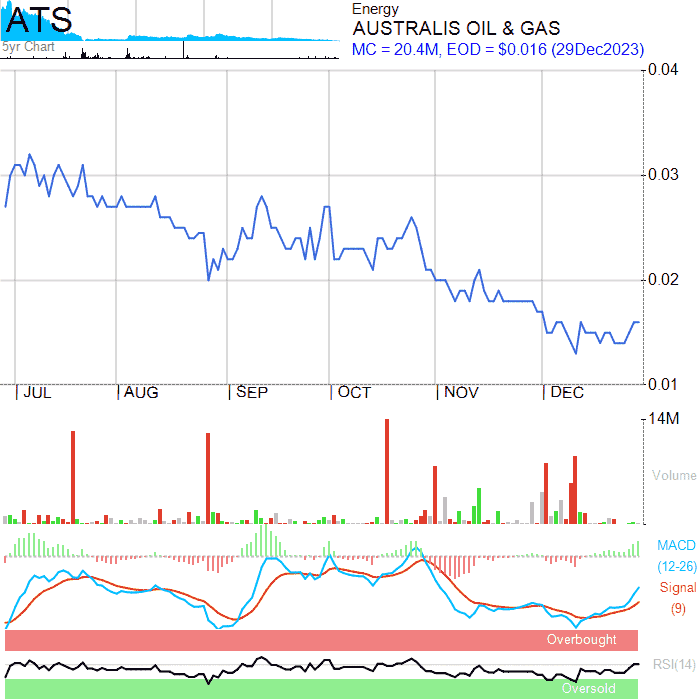 ATS
5yr Chart
Energy
AUSTRALIS OIL & GAS
MC = 20.4M, EOD = $0.016 (29Dec2023)
0.04
0.03
0.02
0.01
JUL AUG SEP OCT NOV DEC
14M
Volume
MACD
(12-26)
Signal
(9)
Overbought
RSI(14)
Oversold